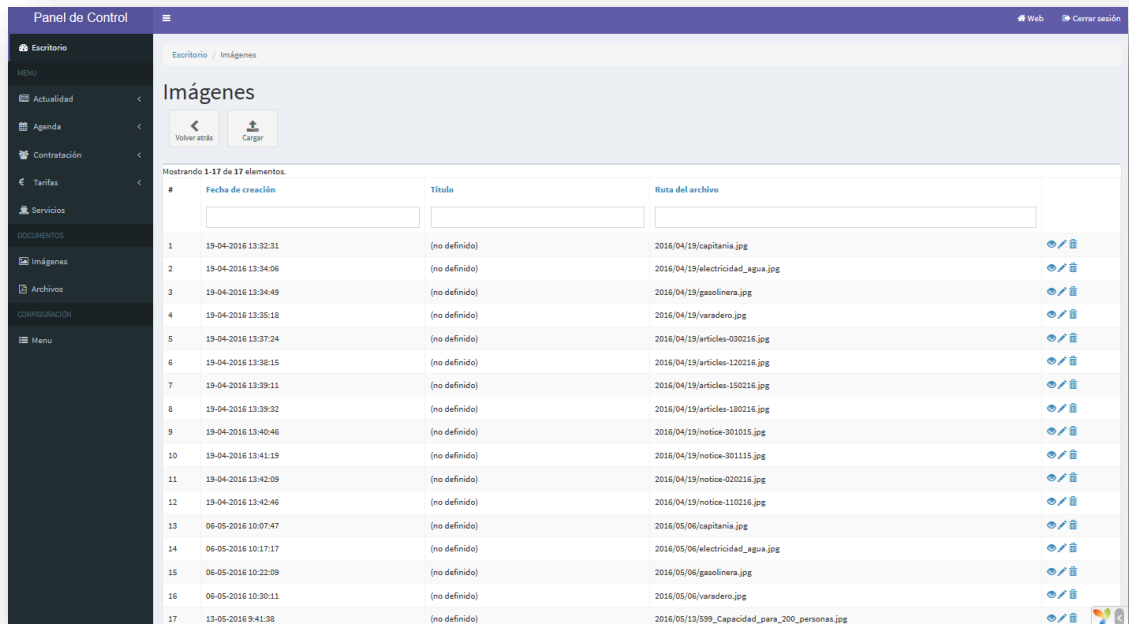 Panel de Control
Web
Cerrar sesión
Escritorio
MENU
Actualidad
Agenda
Contratación
Tarifas
Servicios
DOCUMENTOS
Imágenes
Archivos
CONFIGURACIÓN
Menu
Escritorio / Imágenes
Imágenes
Volver atrás
Cargar
Mostrando 1-17 de 17 elementos.
# Fecha de creación Título Ruta del archivo
1 19-04-2016 13:32:31 (no definido) 2016/04/19/capitania.jpg
2 19-04-2016 13:34:06 (no definido) 2016/04/19/electricidad_agua.jpg
3 19-04-2016 13:34:49 (no definido) 2016/04/19/gasolinera.jpg
4 19-04-2016 13:35:18 (no definido) 2016/04/19/varadero.jpg
5 19-04-2016 13:37:24 (no definido) 2016/04/19/articles-030216.jpg
6 19-04-2016 13:38:15 (no definido) 2016/04/19/articles-120216.jpg
7 19-04-2016 13:39:11 (no definido) 2016/04/19/articles-150216.jpg
8 19-04-2016 13:39:32 (no definido) 2016/04/19/articles-180216.jpg
9 19-04-2016 13:40:46 (no definido) 2016/04/19/notice-301015.jpg
10 19-04-2016 13:41:19 (no definido) 2016/04/19/notice-301115.jpg
11 19-04-2016 13:42:09 (no definido) 2016/04/19/notice-020216.jpg
12 19-04-2016 13:42:46 (no definido) 2016/04/19/notice-110216.jpg
13 06-05-2016 10:07:47 (no definido) 2016/05/06/capitania.jpg
14 06-05-2016 10:17:17 (no definido) 2016/05/06/electricidad_agua.jpg
15 06-05-2016 10:22:09 (no definido) 2016/05/06/gasolinera.jpg
16 06-05-2016 10:30:11 (no definido) 2016/05/06/varadero.jpg
17 13-05-2016 9:41:38 (no definido) 2016/05/13/599_Capacidad_para_200_personas.jpg